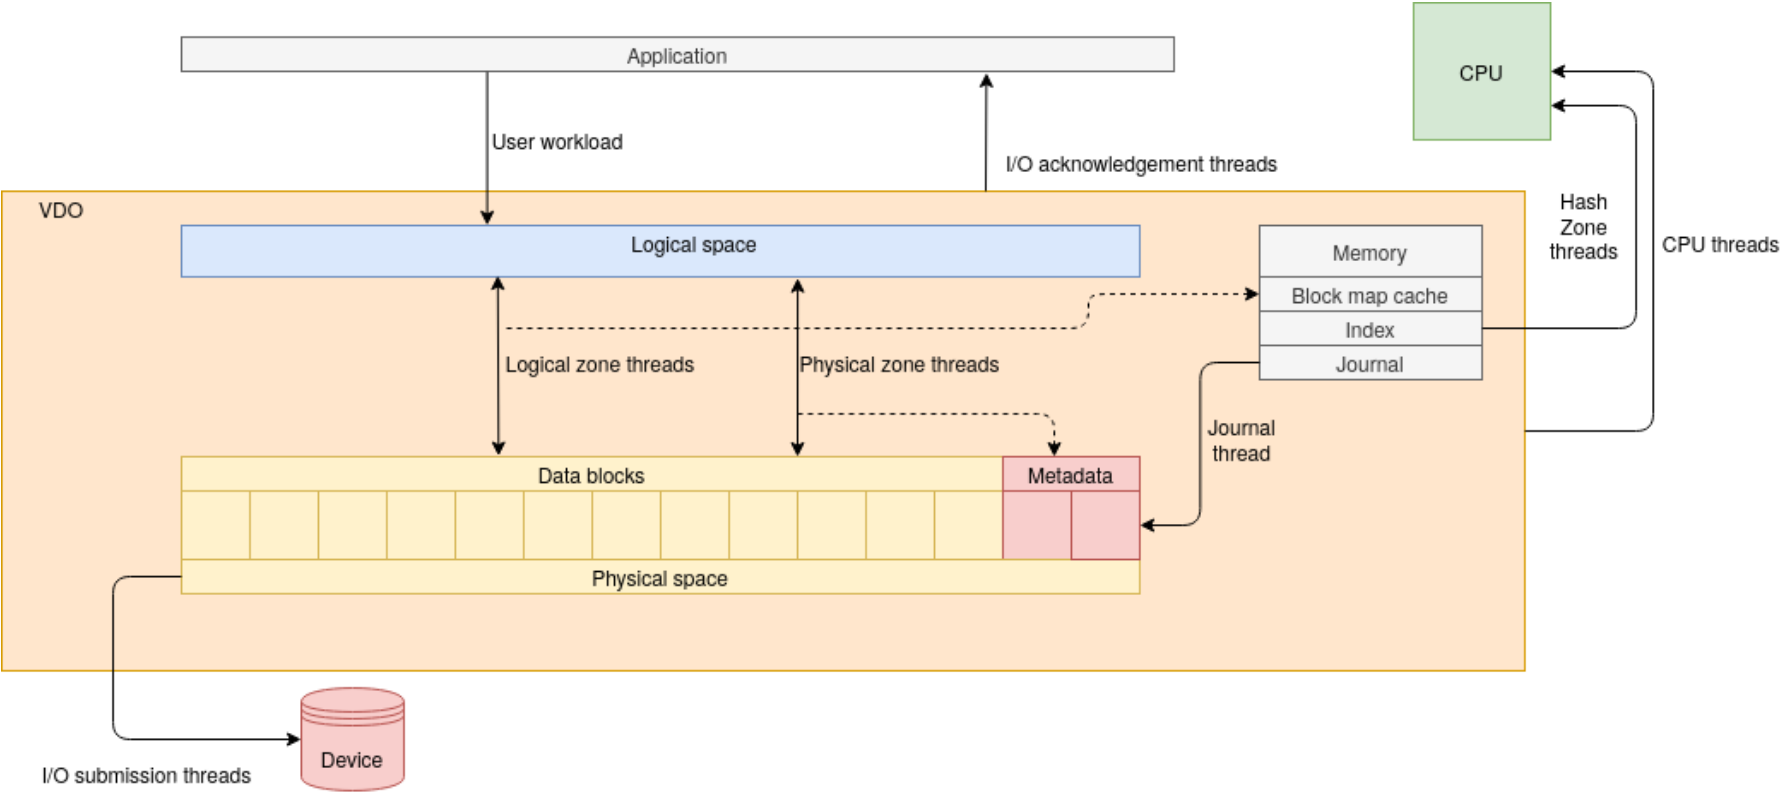 Application
CPU
User workload
I/O acknowledgement threads
VDO
Hash
Zone
threads
CPU threads
Logical space
Memory
Block map cache
Index
Journal
Logical zone threads
Physical zone threads
Journal
thread
Data blocks
Metadata
Physical space
Device
I/O submission threads